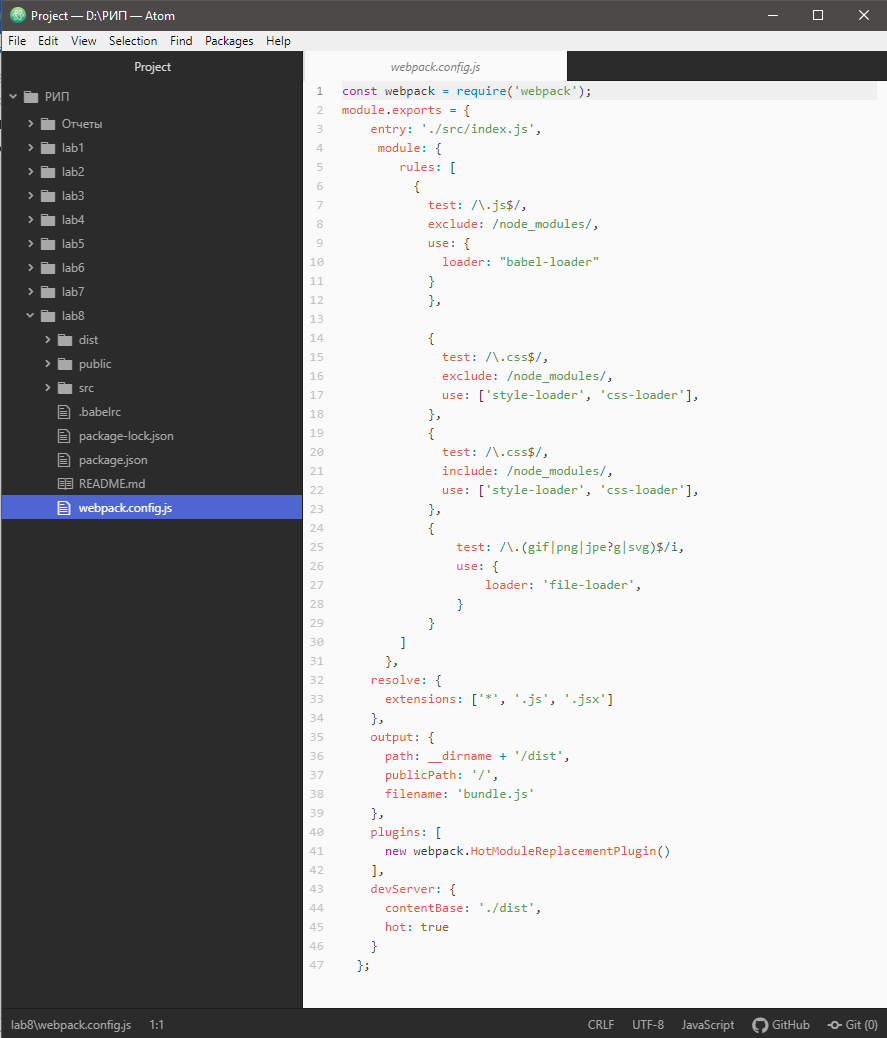 Project — D:\РИП — Atom
File Edit View Selection Find Packages Help
Project
РИП
Отчеты
lab1
lab2
lab3
lab4
lab5
lab6
lab7
lab8
dist
public
src
.babelrc
package-lock.json
package.json
README.md
webpack.config.js
webpack.config.js
1 const webpack = require('webpack');
2 module.exports = {
3     entry: './src/index.js',
4      module: {
5         rules: [
6           {
7             test: /\.js$/,
8             exclude: /node_modules/,
9             use: {
10               loader: "babel-loader"
11             }
12             },
13
14             {
15               test: /\.css$/,
16               exclude: /node_modules/,
17               use: ['style-loader', 'css-loader'],
18             },
19             {
20               test: /\.css$/,
21               include: /node_modules/,
22               use: ['style-loader', 'css-loader'],
23             },
24             {
25                 test: /\.(gif|png|jpe?g|svg)$/i,
26                 use: {
27                     loader: 'file-loader',
28                 }
29             }
30         ]
31       },
32     resolve: {
33       extensions: ['*', '.js', '.jsx']
34     },
35     output: {
36       path: __dirname + '/dist',
37       publicPath: '/',
38       filename: 'bundle.js'
39     },
40     plugins: [
41       new webpack.HotModuleReplacementPlugin()
42     ],
43     devServer: {
44       contentBase: './dist',
45       hot: true
46     }
47   };
lab8\webpack.config.js 1:1 CRLF UTF-8 JavaScript GitHub Git (0)